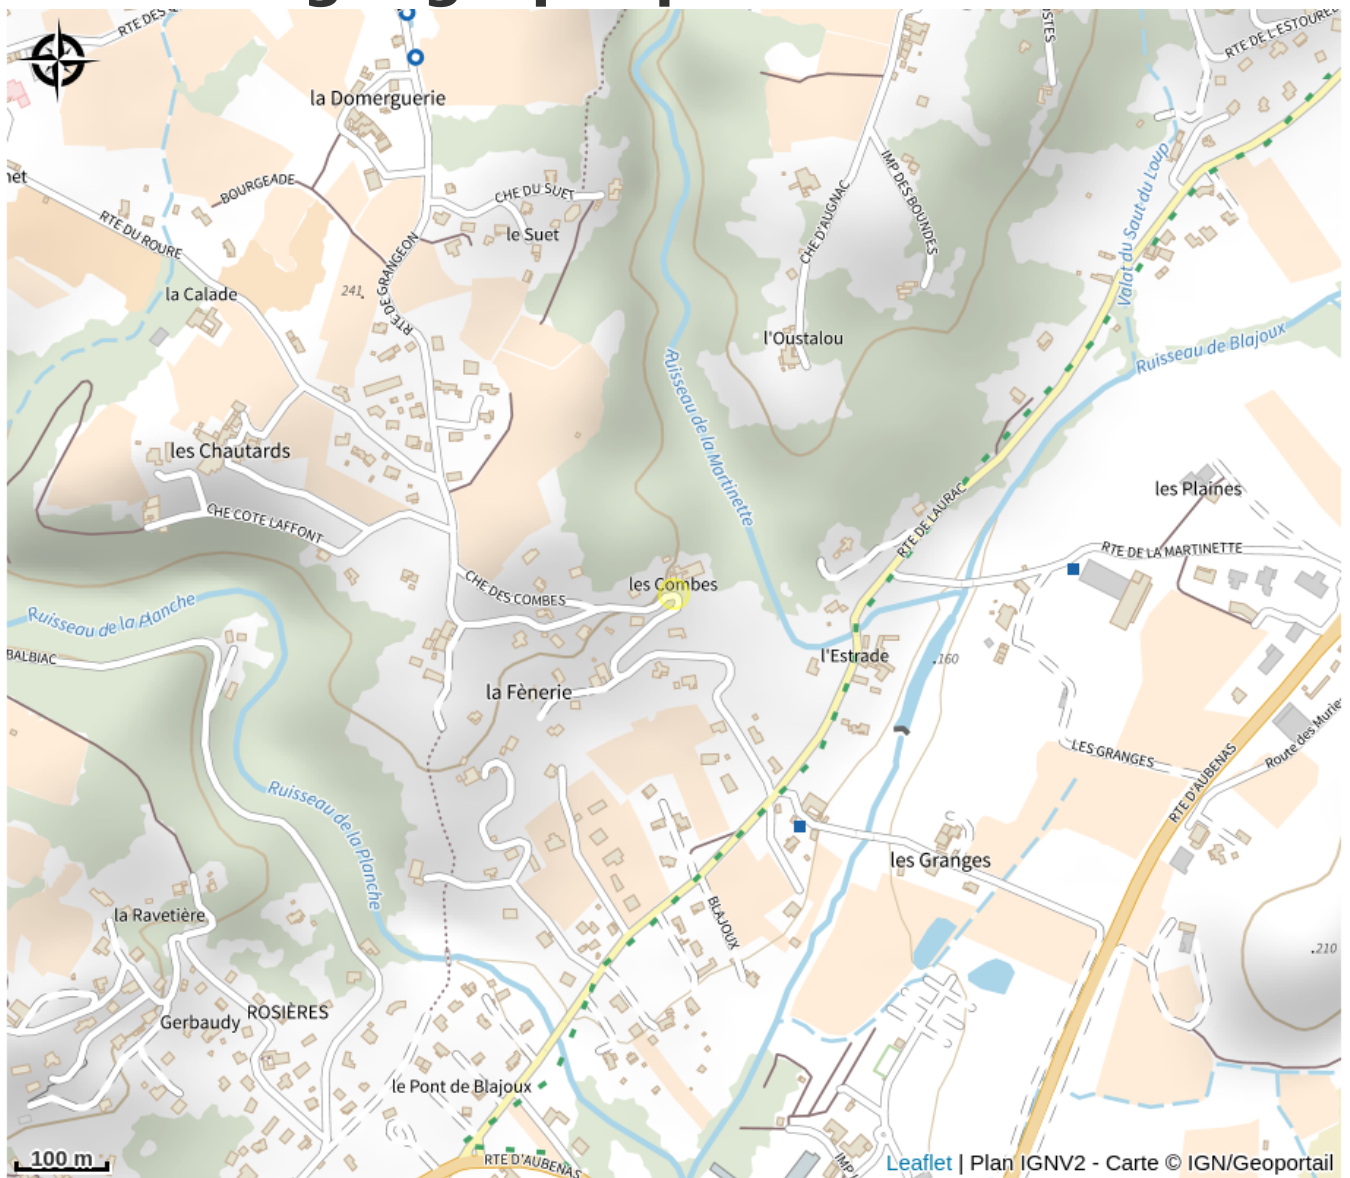 RTE DES
la Domerguerie
OSTES
RTE DE L'ESTOUREL
net
BOURGEADE
CHE DU SUET
le Suet
IMP DES BOUNDES
CHE D'AUGNAC
Valat du Saut du Loup
RTE DU ROURE
la Calade
241
RTE DE GRANGEON
l'Oustalou
Ruisseau de Blajoux
Ruisseau de la Martinette
les Chautards
les Plaines
CHE COTE LAFFONT
RTE DE LAURAC
RTE DE LA MARTINETTE
CHE DES COMBES
les Combes
Ruisseau de la Planche
BALBIAC
l'Estrade
160
la Fènerie
LES GRANGES
RTE D'AUBENAS
Route des Murie
Ruisseau de la Planche
les Granges
la Ravetière
BLAJOUX
210
ROSIÈRES
Gerbaudy
le Pont de Blajoux
100 m
RTE D'AUBENAS
IMP
Leaflet | Plan IGNV2 - Carte © IGN/Geoportail